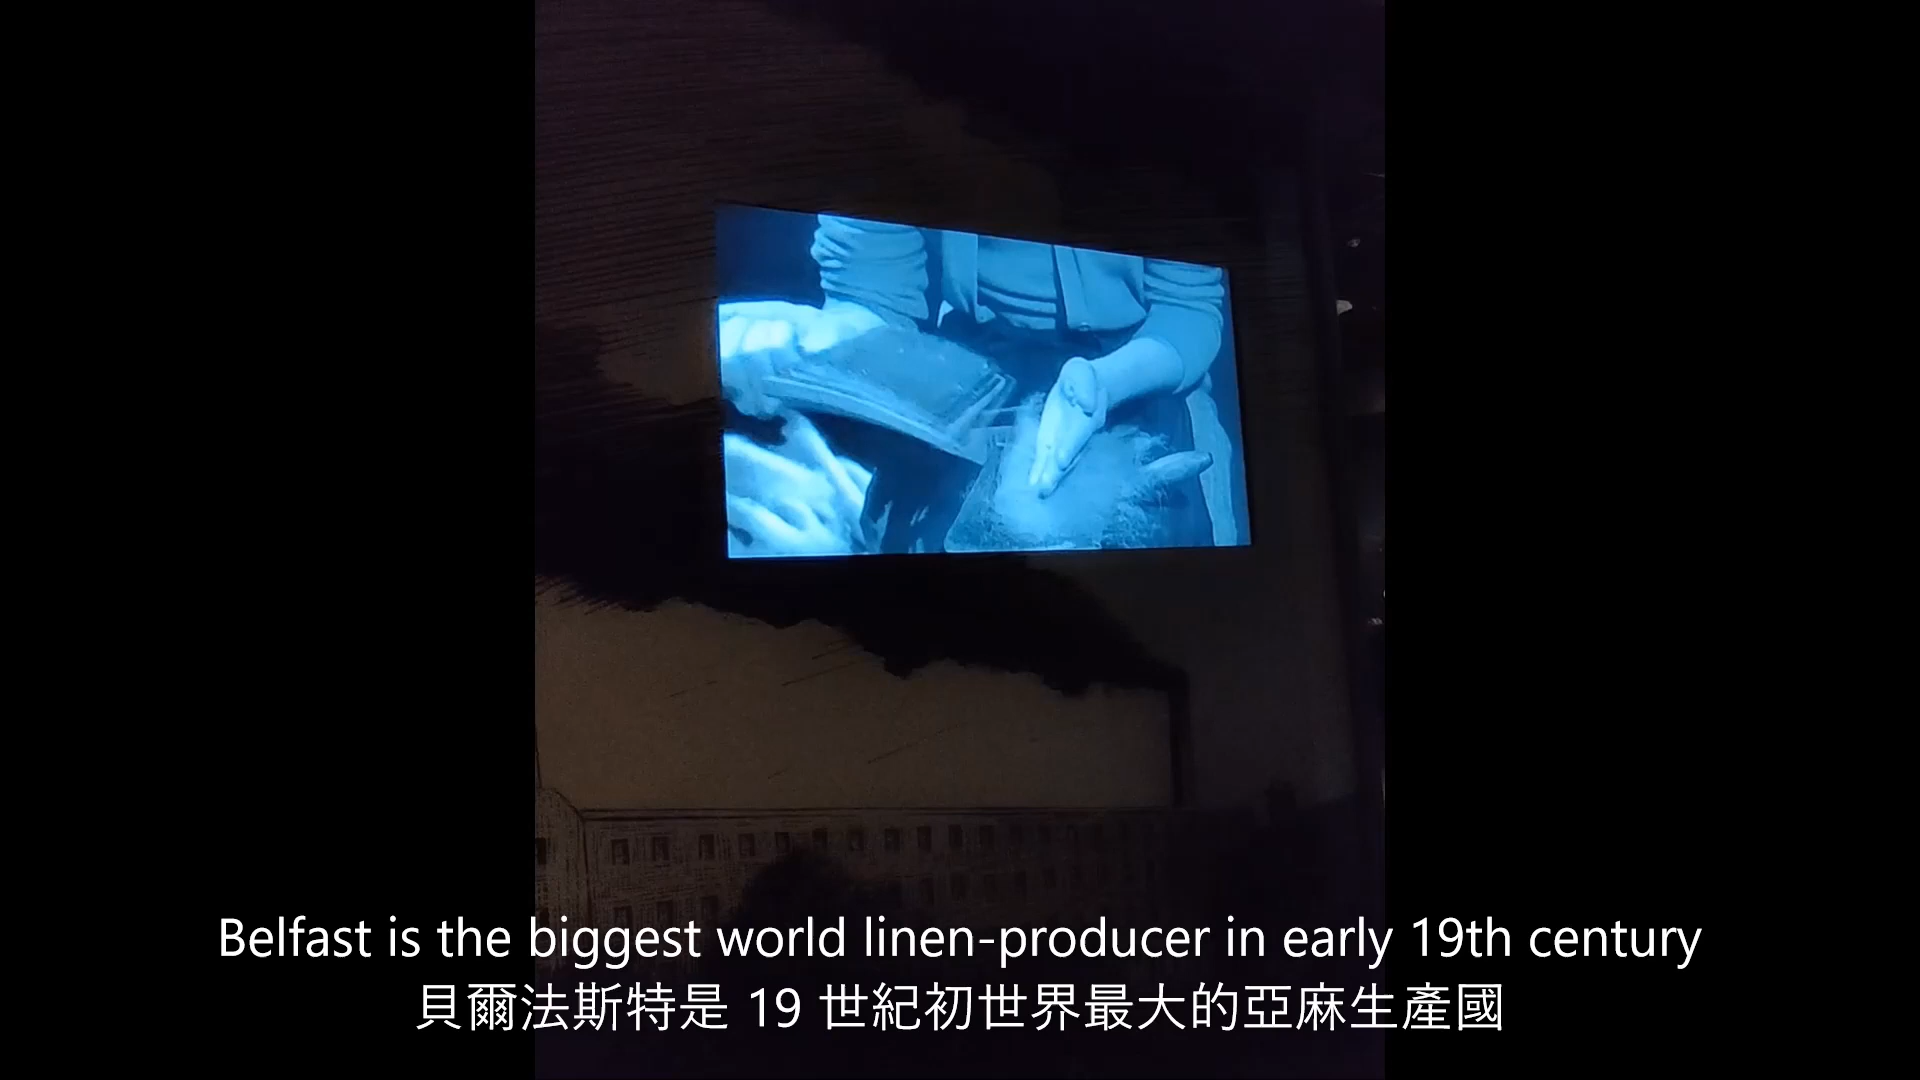 Belfast is the biggest world linen-producer in early 19th century
貝爾法斯特是 19 世紀初世界最大的亞麻生產國